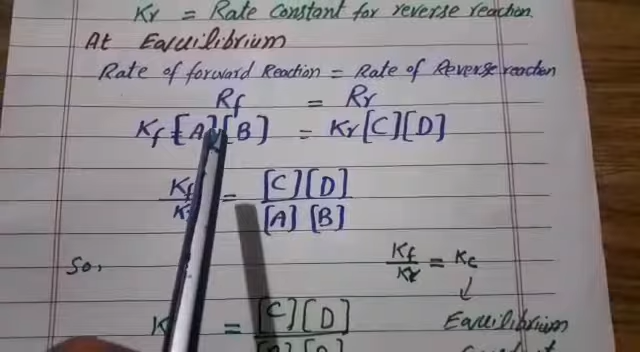 Kr = Rate Constant for reverse reaction.
At Equilibrium
Rate of forward Reaction = Rate of Reverse reaction
Rf = Rr
Kf [A][B] = Kr[C][D]
Kf = [C][D]
[A] [B]
So, Kf/Kr = Kc
= [C][D]
Equilibrium